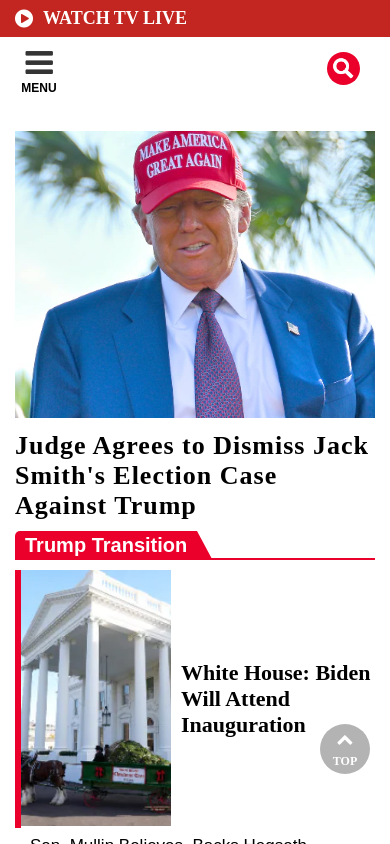 WATCH TV LIVE
MENU
MAKE AMERICA
GREAT AGAIN
Judge Agrees to Dismiss Jack
Smith's Election Case
Against Trump
Trump Transition
White House: Biden
Will Attend
Inauguration
TOP
Sen. Mullin Believes, Backs Hegseth